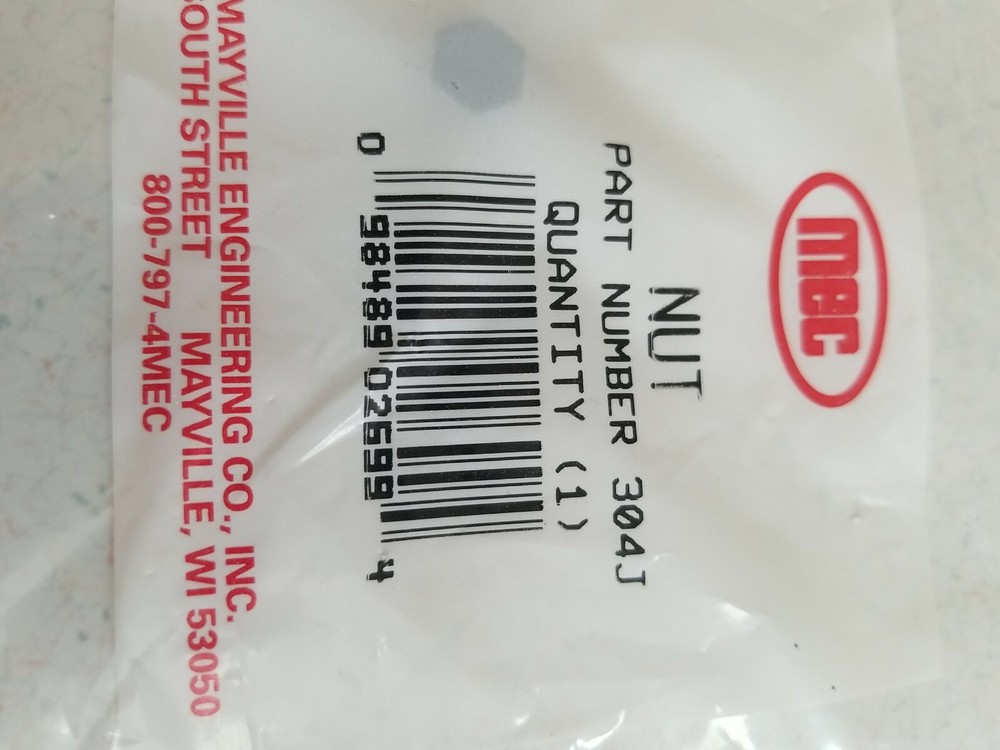 mec
NUT
PART NUMBER 304J
QUANTITY (1)
0 98489 02699 4
MAYVILLE ENGINEERING CO., INC.
SOUTH STREET MAYVILLE, WI 53050
800-797-4MEC